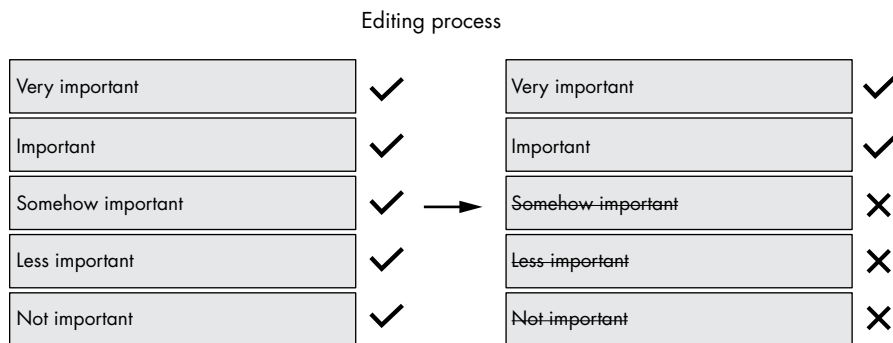 Editing process
Very important
Important
Somehow important
Less important
Not important
Very important
Important
Somehow important
Less important
Not important